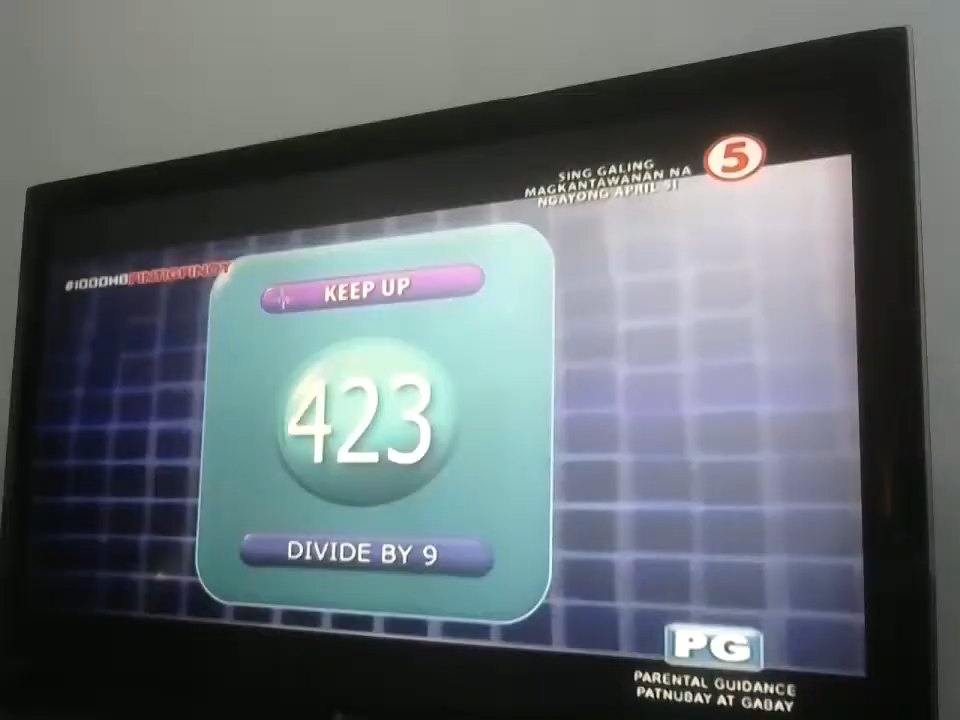 SING GALING
MAGKANTAWANAN NA
NGAYONG APRIL 5!
5
#1000HBPINTIGPINOY
KEEP UP
423
DIVIDE BY 9
PG
PARENTAL GUIDANCE
PATNUBAY AT GABAY